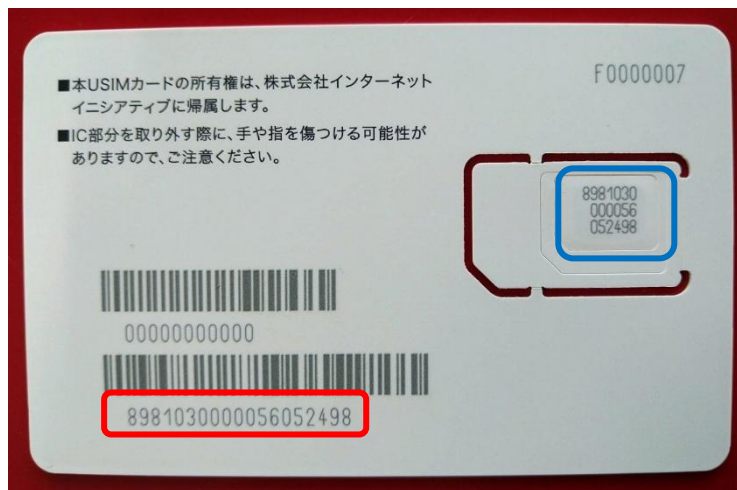 ■本USIMカードの所有権は、株式会社インターネット
イニシアティブに帰属します。
■IC部分を取り外す際に、手や指を傷つける可能性が
ありますので、ご注意ください。
F0000007
8981030
000056
052498
00000000000
8981030000056052498